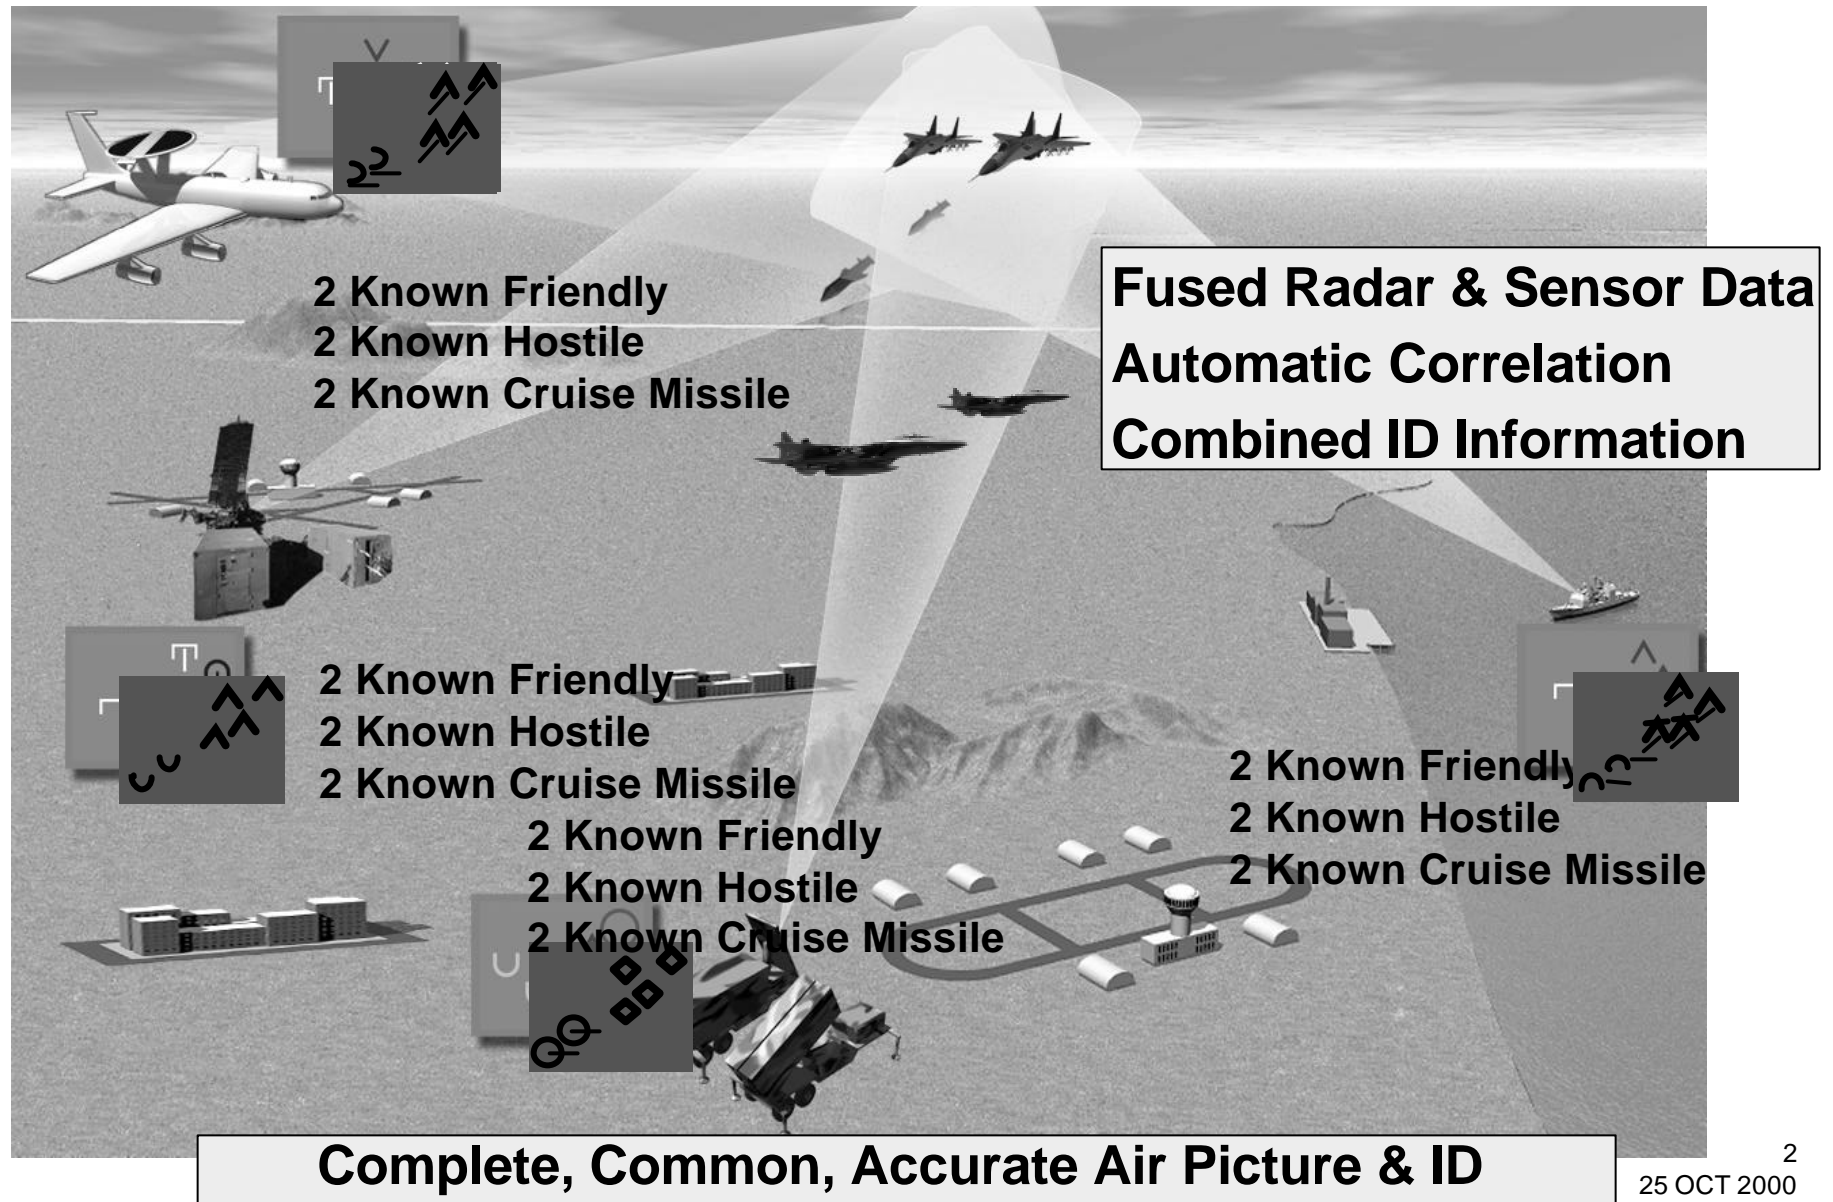 2 Known Friendly
2 Known Hostile
2 Known Cruise Missile
Fused Radar & Sensor Data
Automatic Correlation
Combined ID Information
2 Known Friendly
2 Known Hostile
2 Known Cruise Missile
2 Known Friendly
2 Known Hostile
2 Known Cruise Missile
2 Known Friendly
2 Known Hostile
2 Known Cruise Missile
Complete, Common, Accurate Air Picture & ID
2
25 OCT 2000